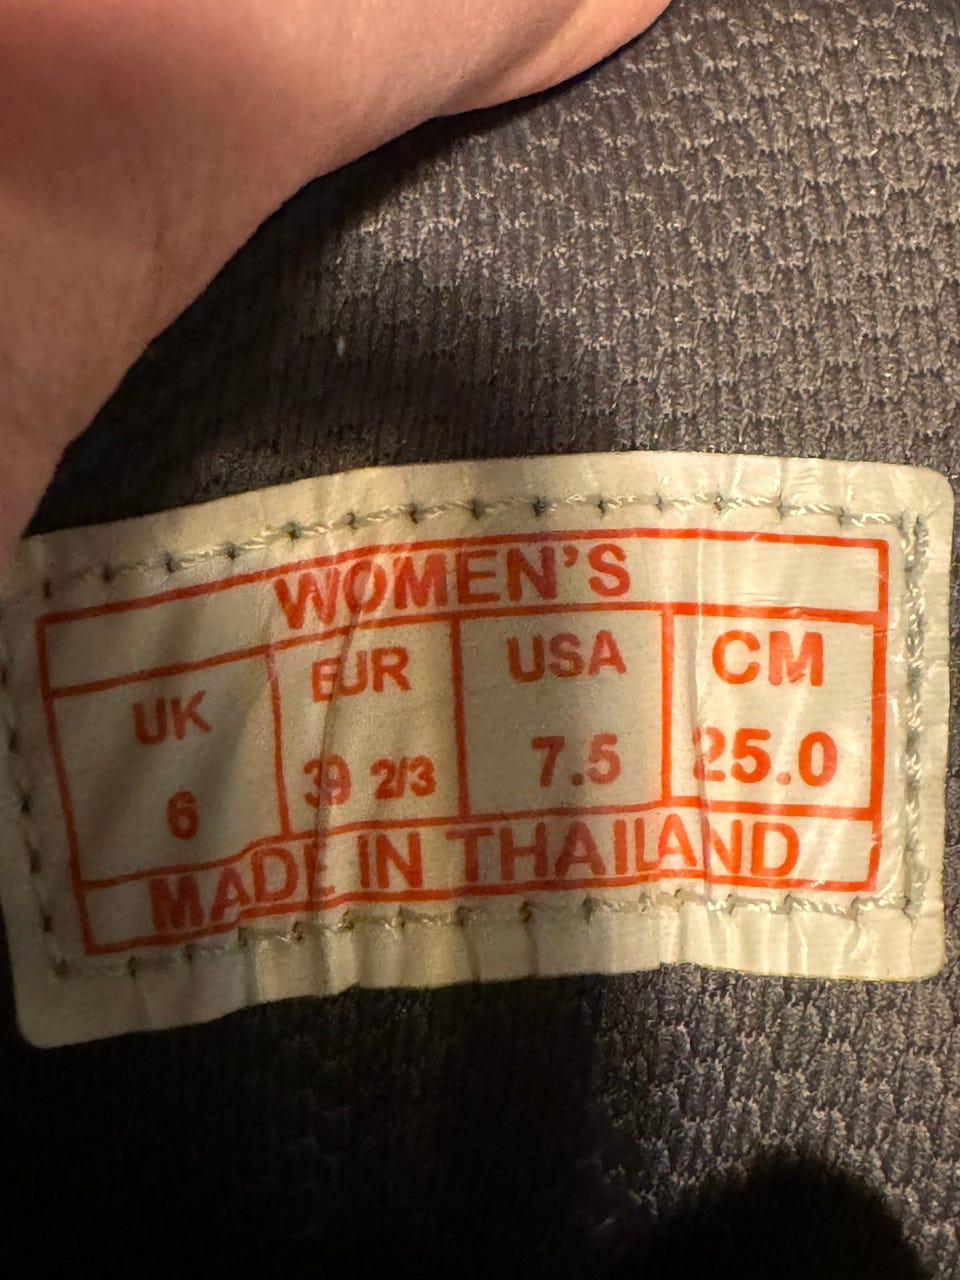 WOMEN'S
UK EUR USA CM
6 39 2/3 7.5 25.0
MADE IN THAILAND